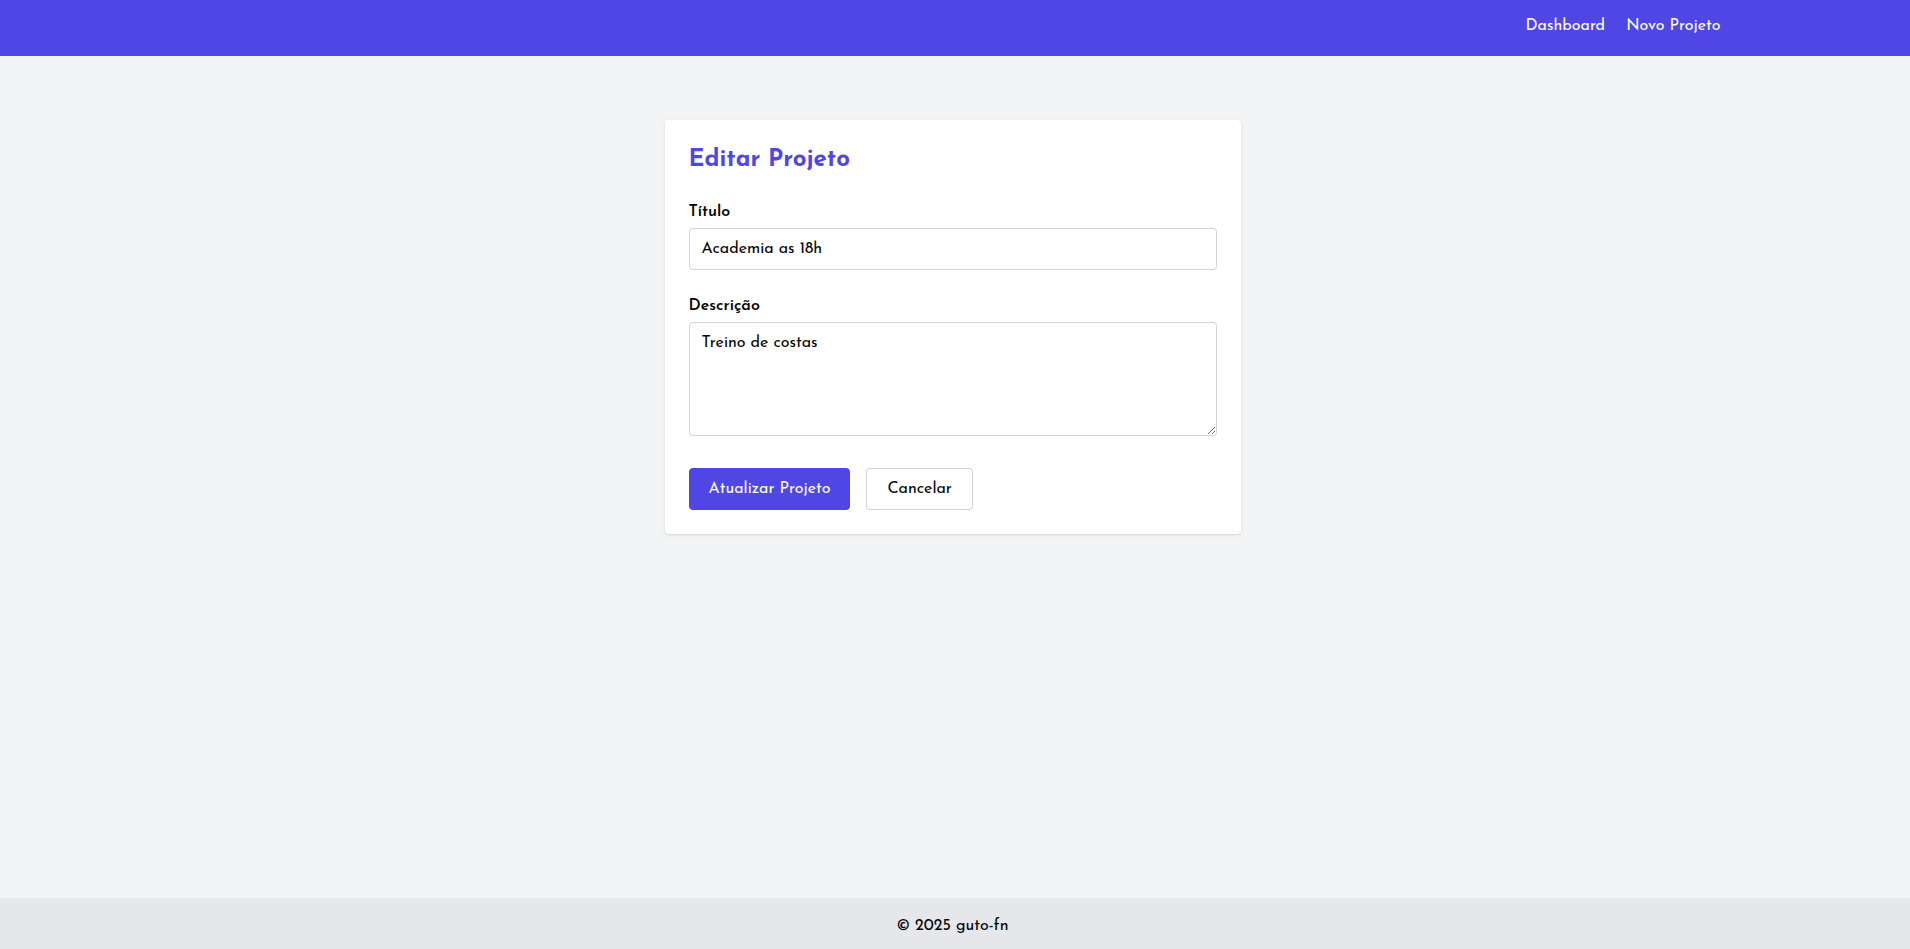 Dashboard Novo Projeto
Editar Projeto
Título
Academia as 18h
Descrição
Treino de costas
Atualizar Projeto Cancelar
© 2025 guto-fn